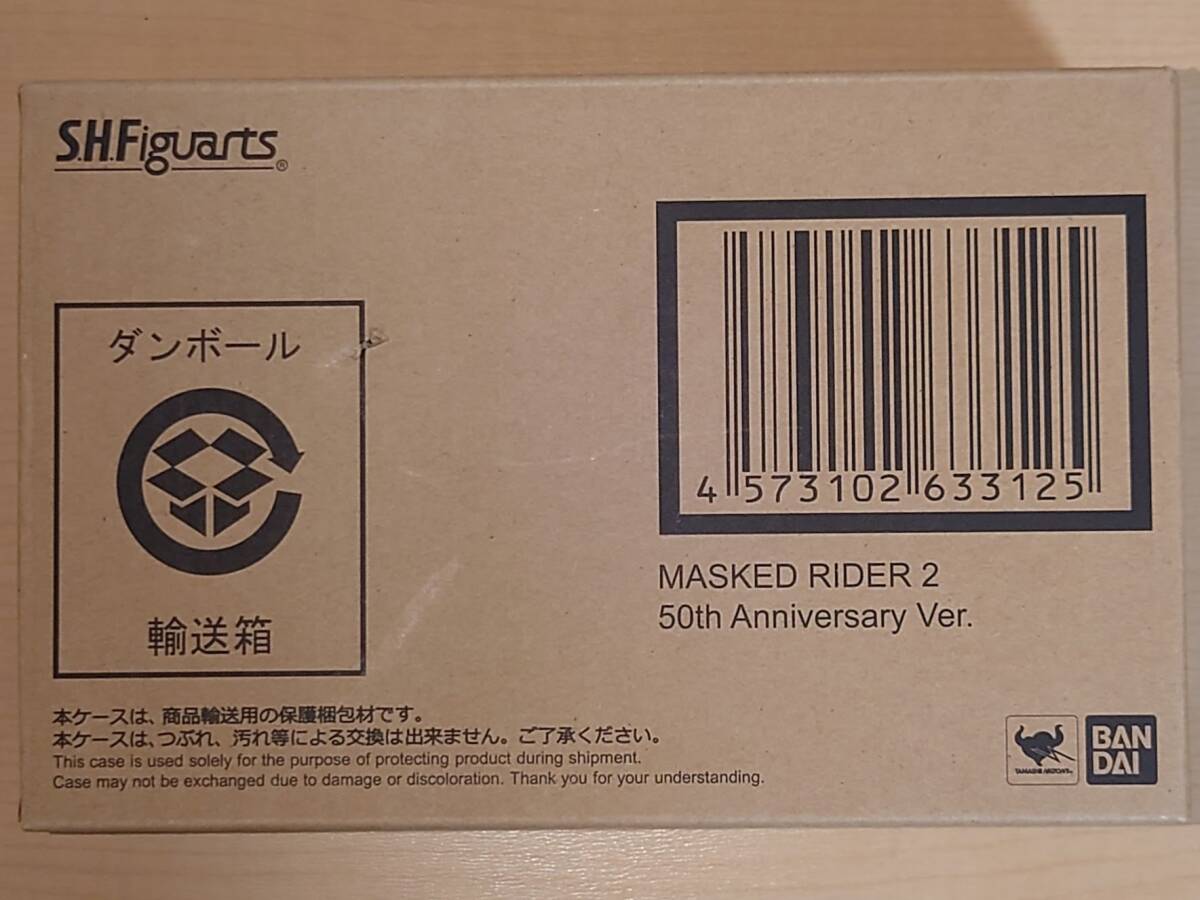 S.H.Figuarts®
ダンボール
輸送箱
4 573102 633125
MASKED RIDER 2
50th Anniversary Ver.
本ケースは、商品輸送用の保護梱包材です。
本ケースは、つぶれ、汚れ等による交換は出来ません。ご了承ください。
This case is used solely for the purpose of protecting product during shipment.
Case may not be exchanged due to damage or discoloration. Thank you for your understanding.
TAMASHII NATIONS
BAN
DAI